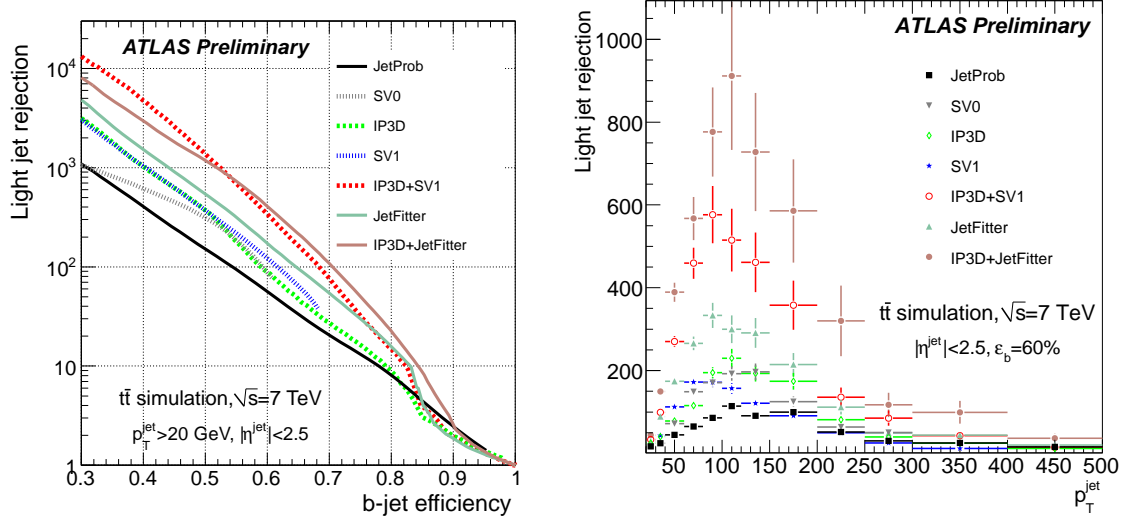 ATLAS Preliminary
Light jet rejection
10⁴
10³
10²
10
1
JetProb
SV0
IP3D
SV1
IP3D+SV1
JetFitter
IP3D+JetFitter
tt̄ simulation,√s=7 TeV
p_T^jet>20 GeV, |η^jet|<2.5
0.3 0.4 0.5 0.6 0.7 0.8 0.9 1
b-jet efficiency
ATLAS Preliminary
Light jet rejection
1000
800
600
400
200
JetProb
SV0
IP3D
SV1
IP3D+SV1
JetFitter
IP3D+JetFitter
tt̄ simulation,√s=7 TeV
|η^jet|<2.5, ε_b=60%
50 100 150 200 250 300 350 400 450 500
p_T^jet